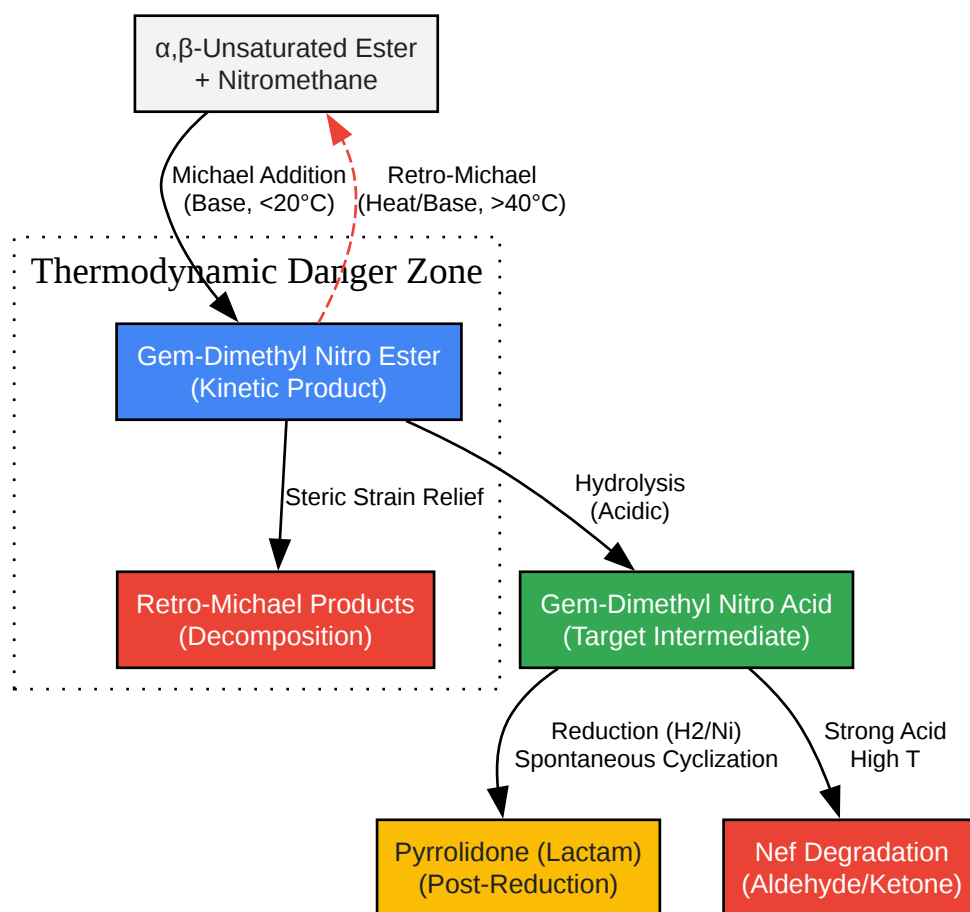 α,β-Unsaturated Ester
+ Nitromethane
Michael Addition
(Base, <20°C)
Retro-Michael
(Heat/Base, >40°C)
Thermodynamic Danger Zone
Gem-Dimethyl Nitro Ester
(Kinetic Product)
Steric Strain Relief
Hydrolysis
(Acidic)
Retro-Michael Products
(Decomposition)
Gem-Dimethyl Nitro Acid
(Target Intermediate)
Reduction (H2/Ni)
Spontaneous Cyclization
Strong Acid
High T
Pyrrolidone (Lactam)
(Post-Reduction)
Nef Degradation
(Aldehyde/Ketone)